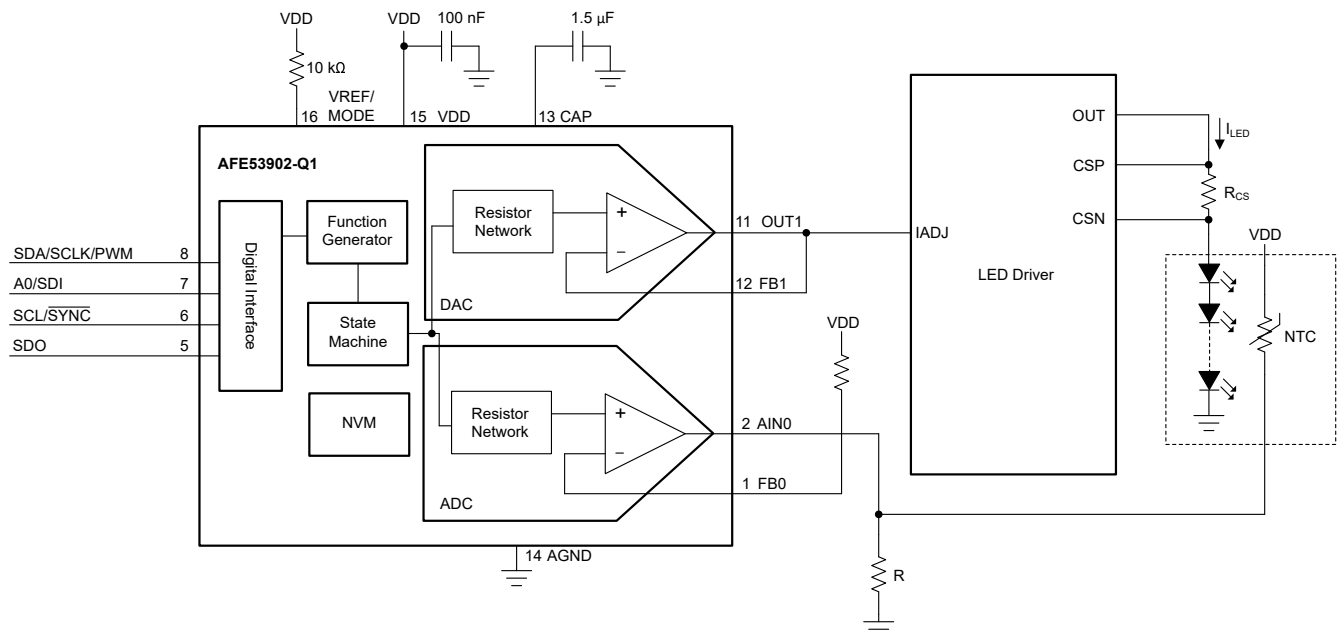 VDD
VDD
100 nF
1.5 µF
10 kΩ
VREF/
MODE
16
15 VDD
13 CAP
AFE53902-Q1
SDA/SCLK/PWM 8
A0/SDI 7
SCL/SYNC 6
SDO 5
Digital Interface
Function
Generator
State
Machine
NVM
Resistor
Network
+
−
DAC
11 OUT1
12 FB1
Resistor
Network
+
−
ADC
2 AIN0
1 FB0
14 AGND
VDD
R
IADJ
LED Driver
OUT
CSP
CSN
ILED
RCS
VDD
NTC